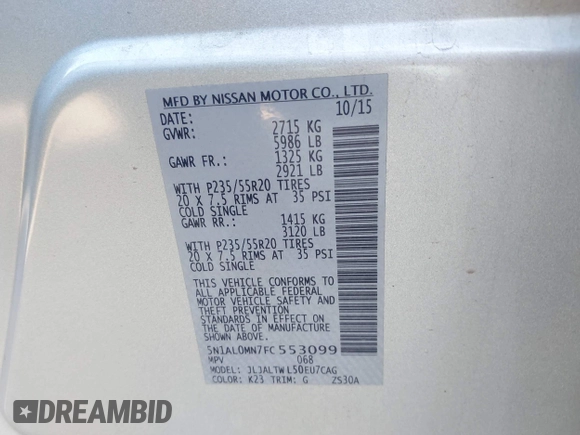 MFD BY NISSAN MOTOR CO., LTD.
DATE: 10/15
GVWR: 2715 KG
5986 LB
GAWR FR.: 1325 KG
2921 LB
WITH P235/55R20 TIRES
20 X 7.5 RIMS AT 35 PSI
COLD SINGLE
GAWR RR.: 1415 KG
3120 LB
WITH P235/55R20 TIRES
20 X 7.5 RIMS AT 35 PSI
COLD SINGLE
THIS VEHICLE CONFORMS TO
ALL APPLICABLE FEDERAL
MOTOR VEHICLE SAFETY AND
THEFT PREVENTION
STANDARDS IN EFFECT ON
THE DATE OF MANUFACTURE
SHOWN ABOVE.
5N1AL0MN7FC553099
MPV 068
MODEL: JL3ALTWL50EU7CAG
COLOR: K23 TRIM: G 2S30A
DREAMBID
dreambid.com